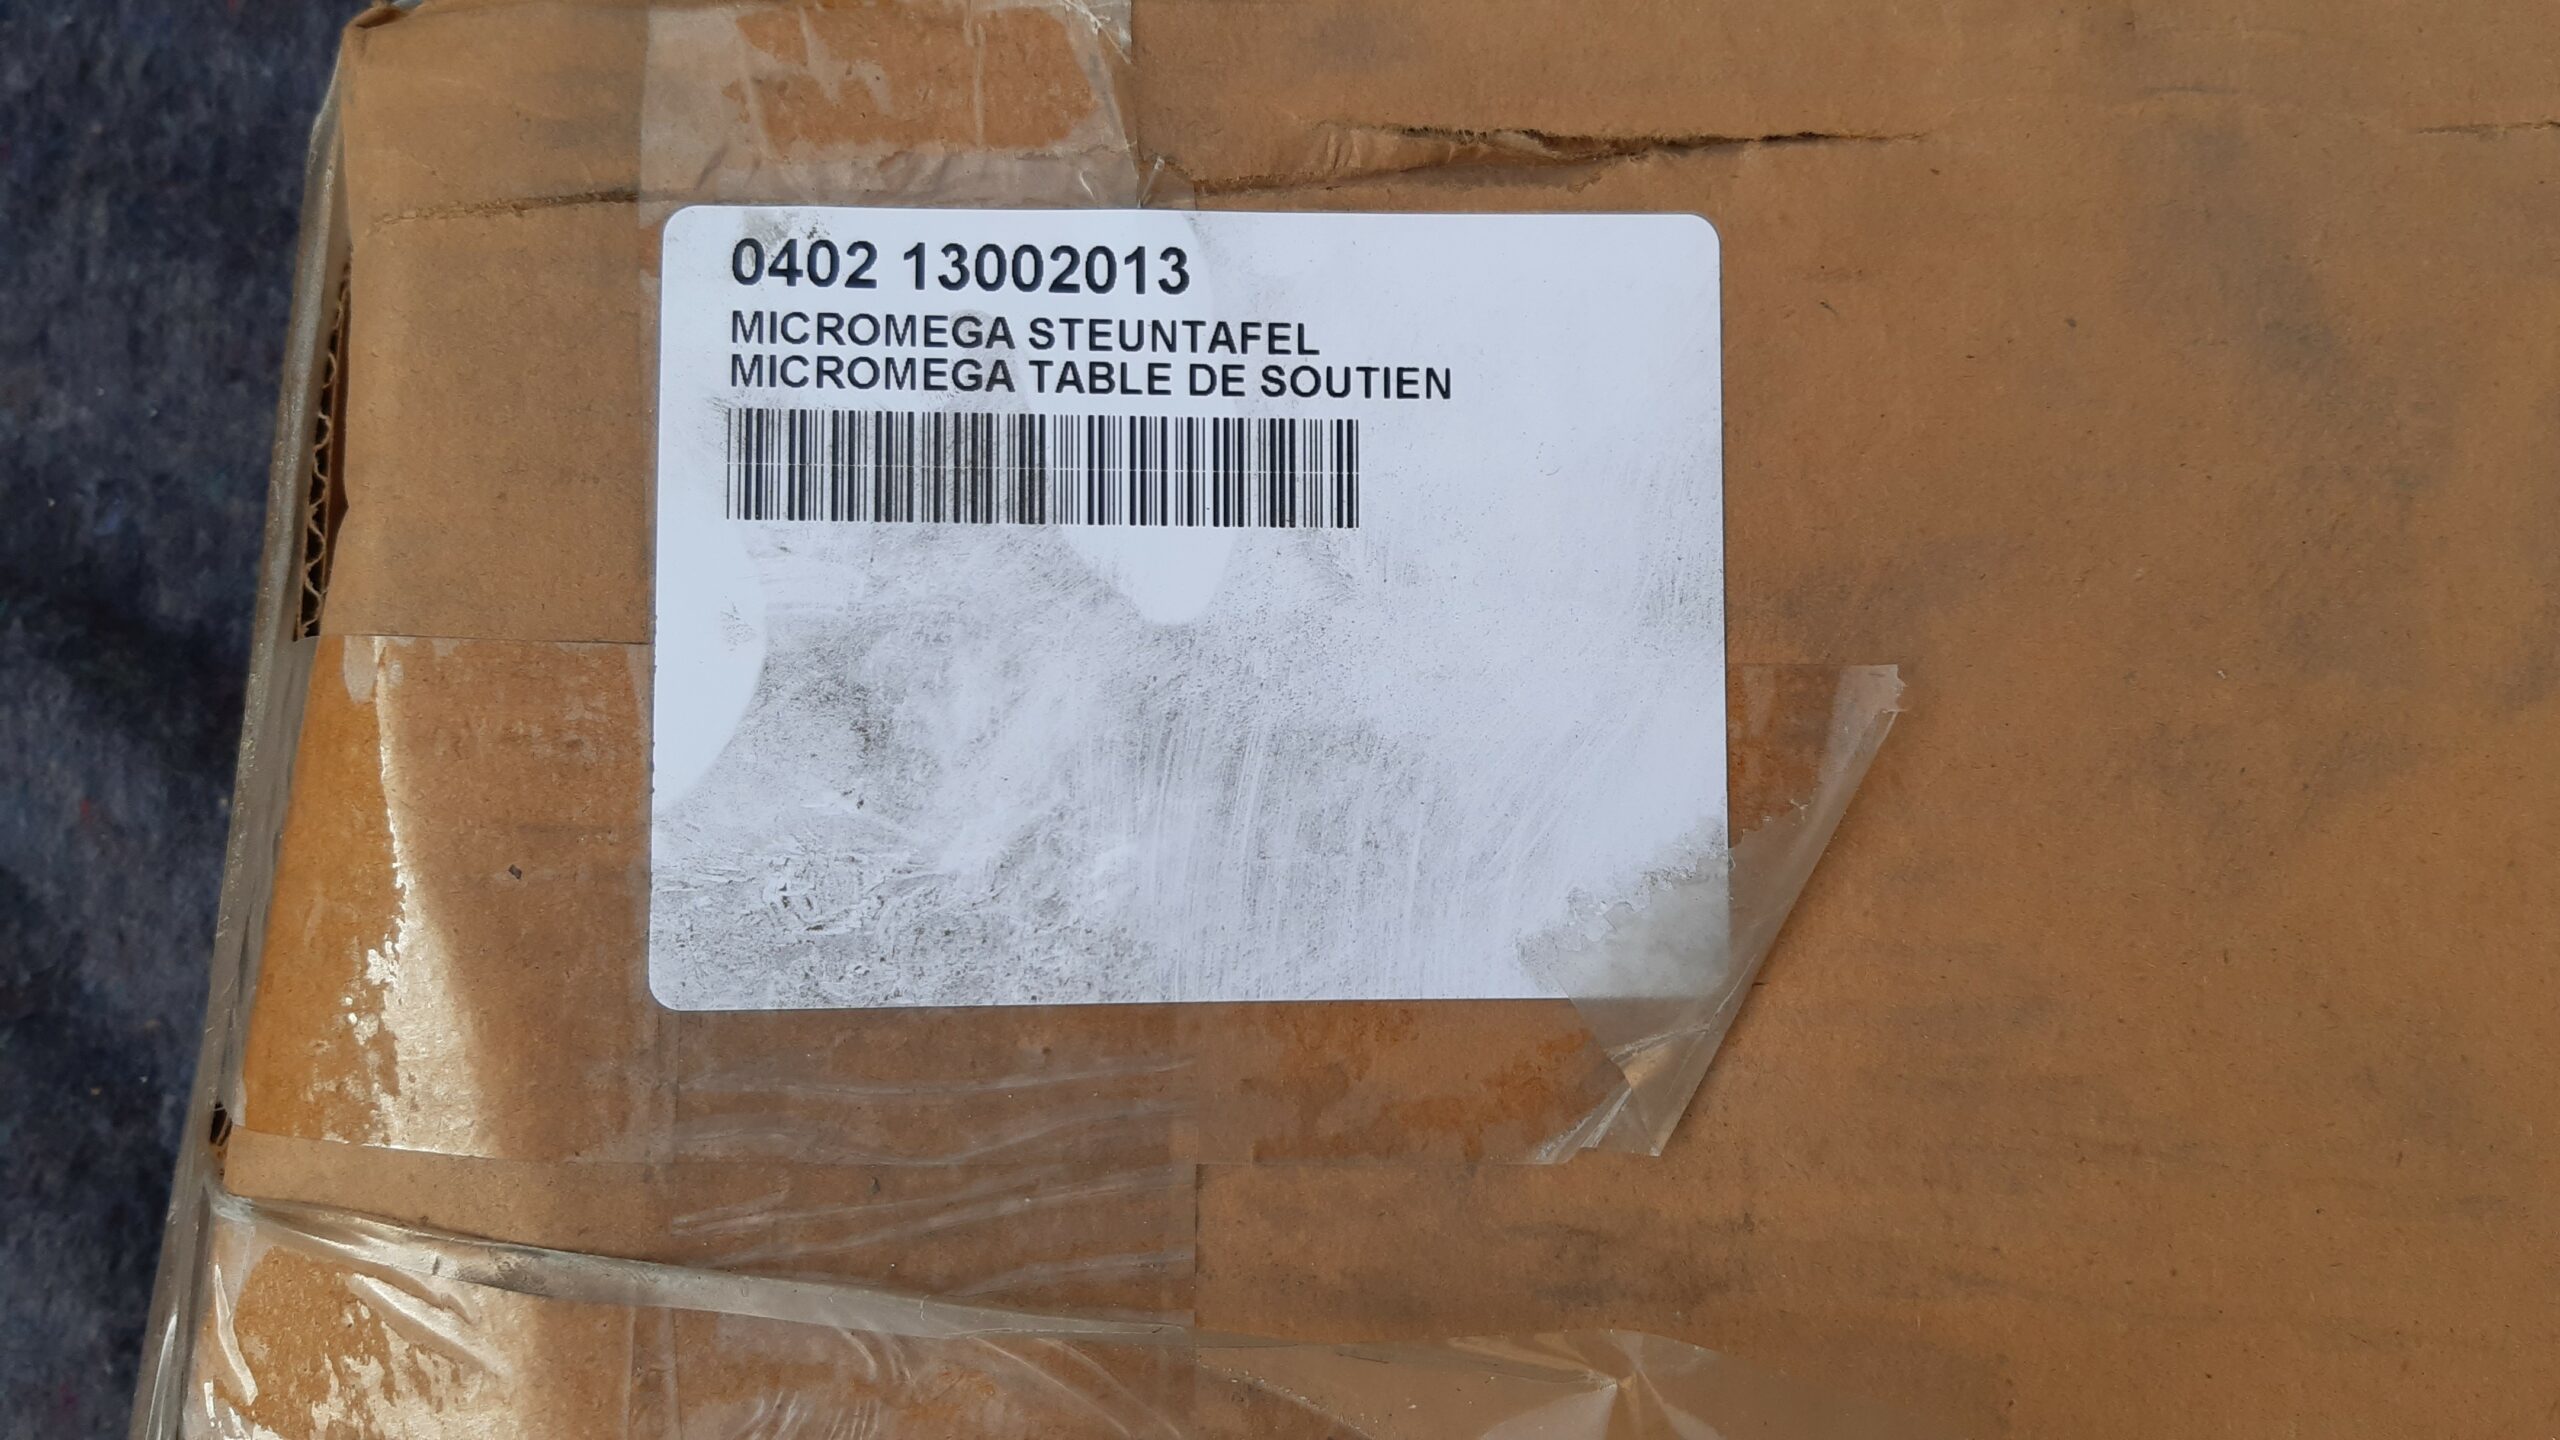 0402 13002013
MICROMEGA STEUNTAFEL
MICROMEGA TABLE DE SOUTIEN